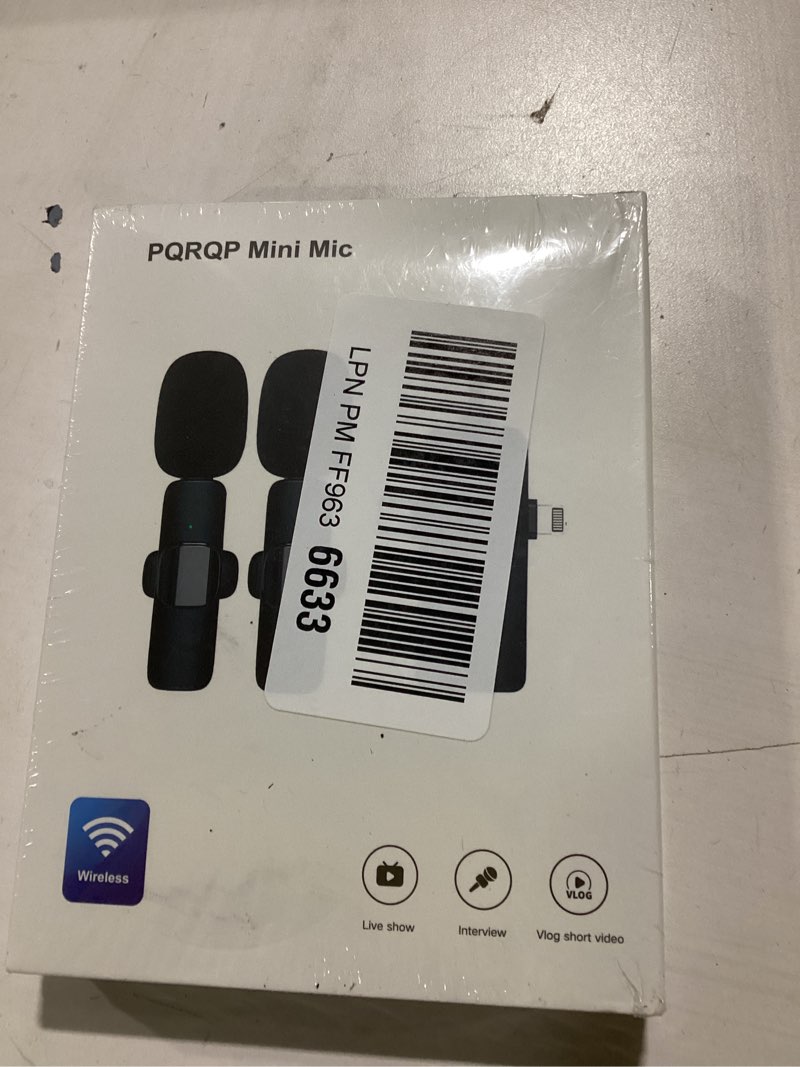 PQRQP Mini Mic
LPN PM FF963 6633
Wireless
VLOG
Live show
Interview
Vlog short video